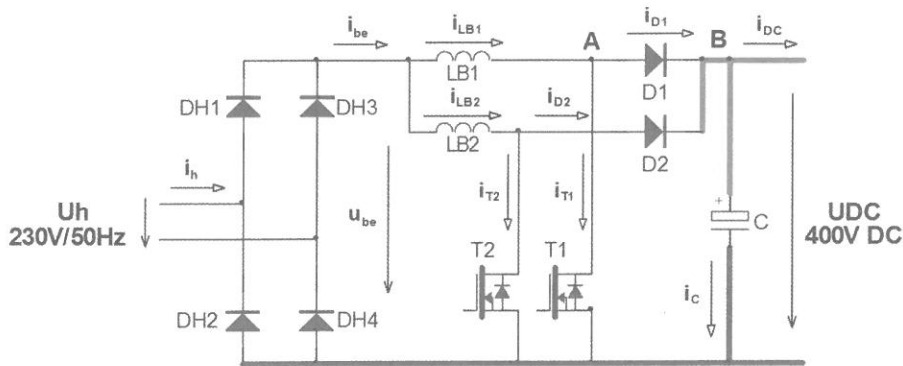 i_be
i_LB1
A
i_D1
B
i_DC
LB1
D1
DH1
DH3
i_LB2
i_D2
LB2
D2
i_h
Uh
230V/50Hz
u_be
i_T2
i_T1
+
C
UDC
400V DC
T2
T1
DH2
DH4
i_C